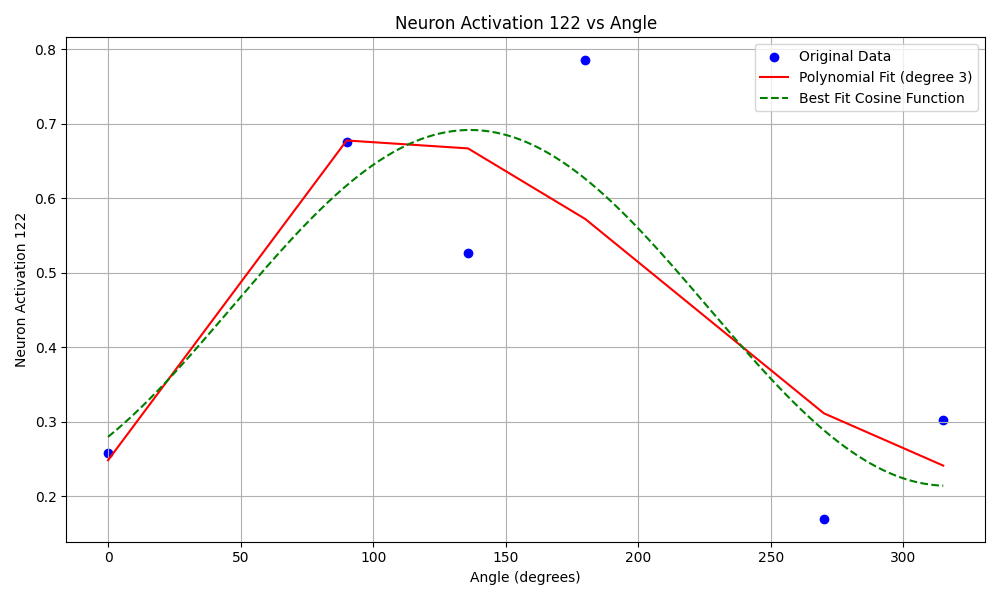 Neuron Activation 122 vs Angle
Original Data
Polynomial Fit (degree 3)
Best Fit Cosine Function
Neuron Activation 122
0.8
0.7
0.6
0.5
0.4
0.3
0.2
0
50
100
150
200
250
300
Angle (degrees)